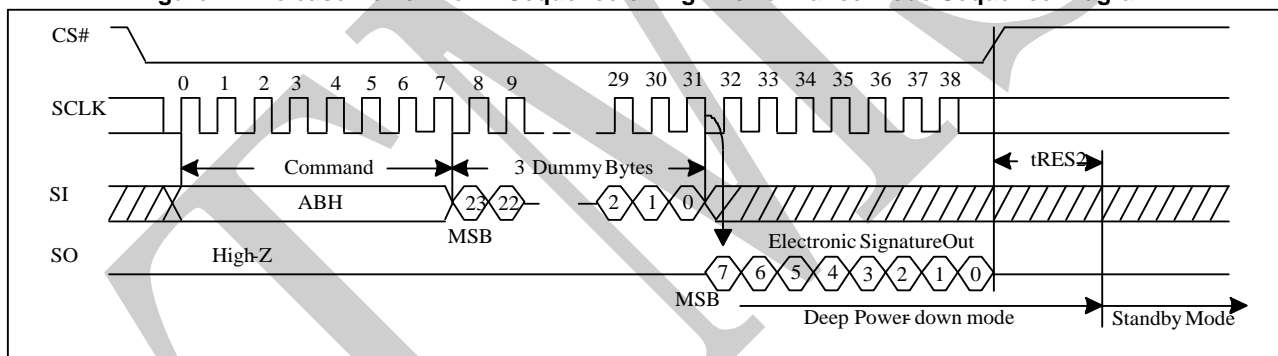 CS#
0 1 2 3 4 5 6 7 8 9 29 30 31 32 33 34 35 36 37 38
SCLK
Command 3 Dummy Bytes tRES2
SI ABH 23 22 2 1 0
MSB
SO High-Z Electronic SignatureOut
7 6 5 4 3 2 1 0
MSB
Deep Power-down mode Standby Mode